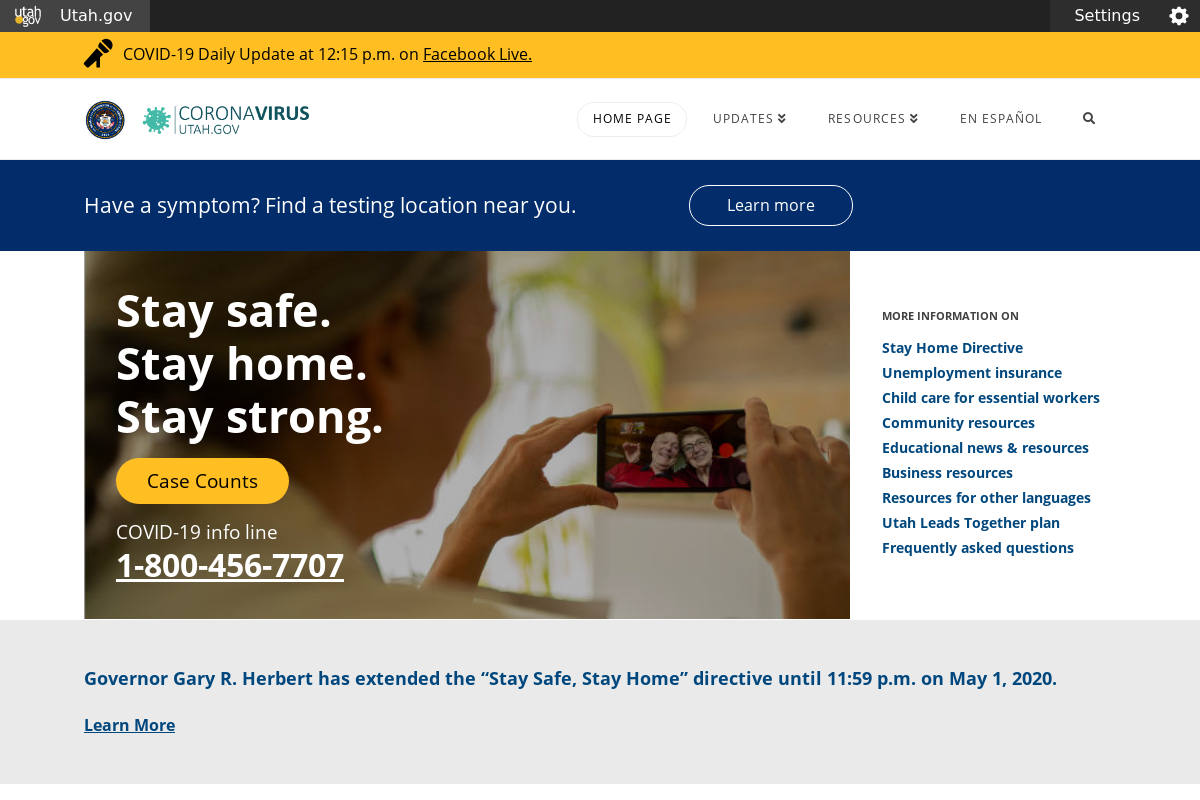 utah
gov
Utah.gov
Settings
COVID-19 Daily Update at 12:15 p.m. on Facebook Live.
CORONAVIRUS
UTAH.GOV
HOME PAGE
UPDATES
RESOURCES
EN ESPAÑOL
Have a symptom? Find a testing location near you.
Learn more
Stay safe.
Stay home.
Stay strong.
Case Counts
COVID-19 info line
1-800-456-7707
MORE INFORMATION ON
Stay Home Directive
Unemployment insurance
Child care for essential workers
Community resources
Educational news & resources
Business resources
Resources for other languages
Utah Leads Together plan
Frequently asked questions
Governor Gary R. Herbert has extended the “Stay Safe, Stay Home” directive until 11:59 p.m. on May 1, 2020.
Learn More